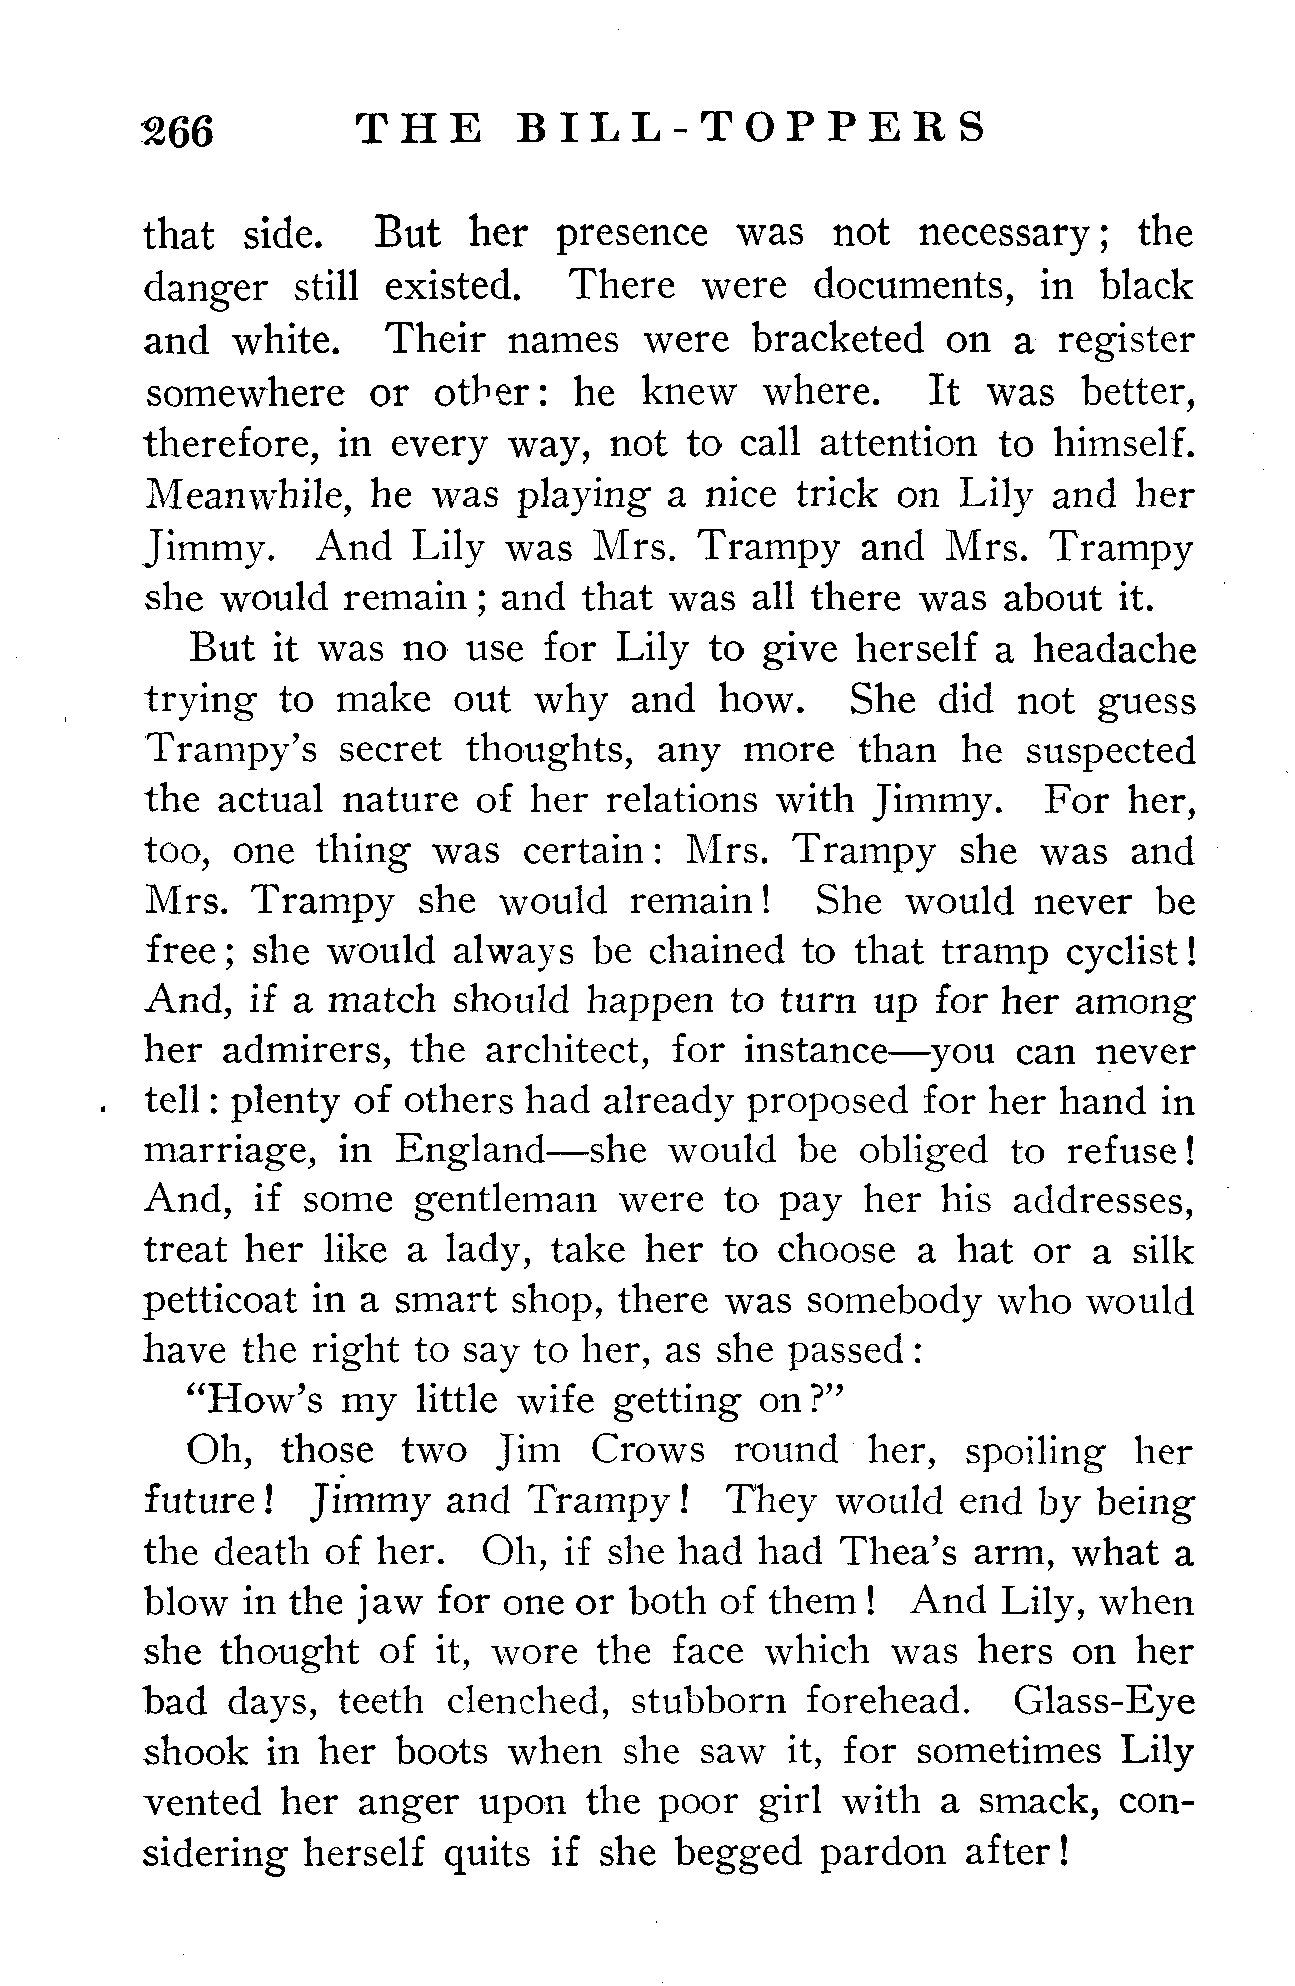 266 THE BILL-TOPPERS
that side. But her presence was not necessary; the
danger still existed. There were documents, in black
and white. Their names were bracketed on a register
somewhere or other: he knew where. It was better,
therefore, in every way, not to call attention to himself.
Meanwhile, he was playing a nice trick on Lily and her
Jimmy. And Lily was Mrs. Trampy and Mrs. Trampy
she would remain; and that was all there was about it.
But it was no use for Lily to give herself a headache
trying to make out why and how. She did not guess
Trampy's secret thoughts, any more than he suspected
the actual nature of her relations with Jimmy. For her,
too, one thing was certain: Mrs. Trampy she was and
Mrs. Trampy she would remain! She would never be
free; she would always be chained to that tramp cyclist!
And, if a match should happen to turn up for her among
her admirers, the architect, for instance—you can never
tell: plenty of others had already proposed for her hand in
marriage, in England—she would be obliged to refuse!
And, if some gentleman were to pay her his addresses,
treat her like a lady, take her to choose a hat or a silk
petticoat in a smart shop, there was somebody who would
have the right to say to her, as she passed:
"How's my little wife getting on?"
Oh, those two Jim Crows round her, spoiling her
future! Jimmy and Trampy! They would end by being
the death of her. Oh, if she had had Thea's arm, what a
blow in the jaw for one or both of them! And Lily, when
she thought of it, wore the face which was hers on her
bad days, teeth clenched, stubborn forehead. Glass-Eye
shook in her boots when she saw it, for sometimes Lily
vented her anger upon the poor girl with a smack, con-
sidering herself quits if she begged pardon after!